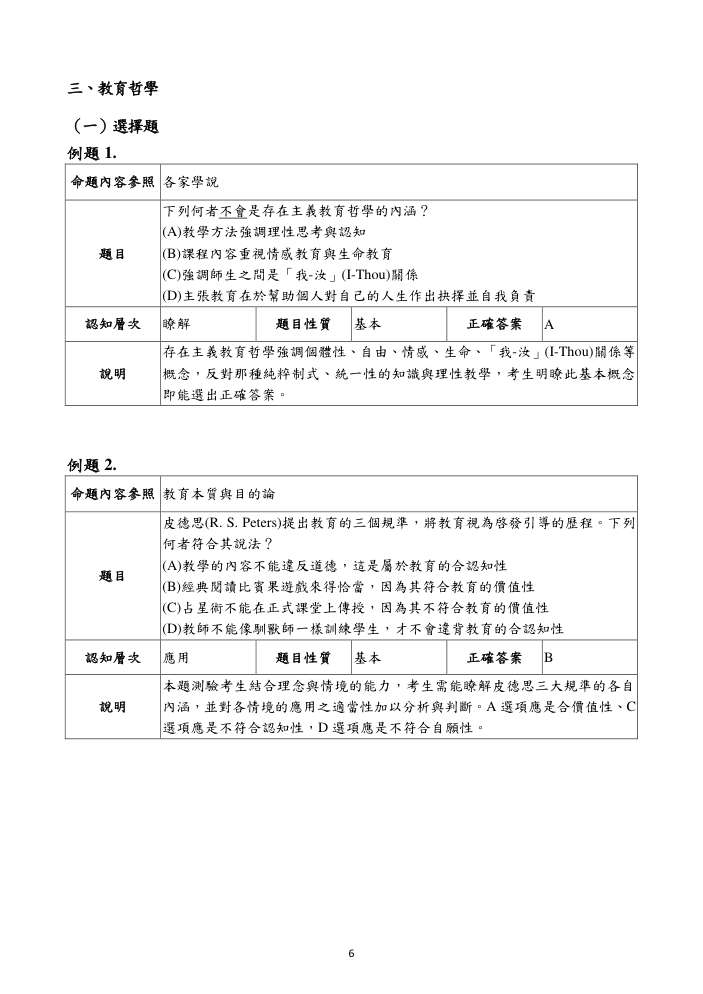 三、教育哲學
（一）選擇題
例題 1.
命題內容參照 各家學說
題目
下列何者不會是存在主義教育哲學的內涵？
(A)教學方法強調理性思考與認知
(B)課程內容重視情感教育與生命教育
(C)強調師生之間是「我-汝」(I-Thou)關係
(D)主張教育在於幫助個人對自己的人生作出抉擇並自我負責
認知層次 瞭解 題目性質 基本 正確答案 A
說明
存在主義教育哲學強調個體性、自由、情感、生命、「我-汝」(I-Thou)關係等
概念，反對那種純粹制式、統一性的知識與理性教學，考生明瞭此基本概念
即能選出正確答案。
例題 2.
命題內容參照 教育本質與目的論
題目
皮德思(R. S. Peters)提出教育的三個規準，將教育視為啟發引導的歷程。下列
何者符合其說法？
(A)教學的內容不能違反道德，這是屬於教育的合認知性
(B)經典閱讀比賓果遊戲來得恰當，因為其符合教育的價值性
(C)占星術不能在正式課堂上傳授，因為其不符合教育的價值性
(D)教師不能像馴獸師一樣訓練學生，才不會違背教育的合認知性
認知層次 應用 題目性質 基本 正確答案 B
說明
本題測驗考生結合理念與情境的能力，考生需能瞭解皮德思三大規準的各自
內涵，並對各情境的應用之適當性加以分析與判斷。A 選項應是合價值性、C
選項應是不符合認知性，D 選項應是不符合自願性。
6